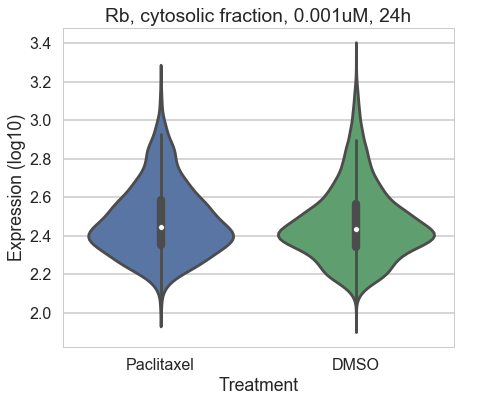 Rb, cytosolic fraction, 0.001uM, 24h
Expression (log10)
3.4
3.2
3.0
2.8
2.6
2.4
2.2
2.0
Paclitaxel DMSO
Treatment